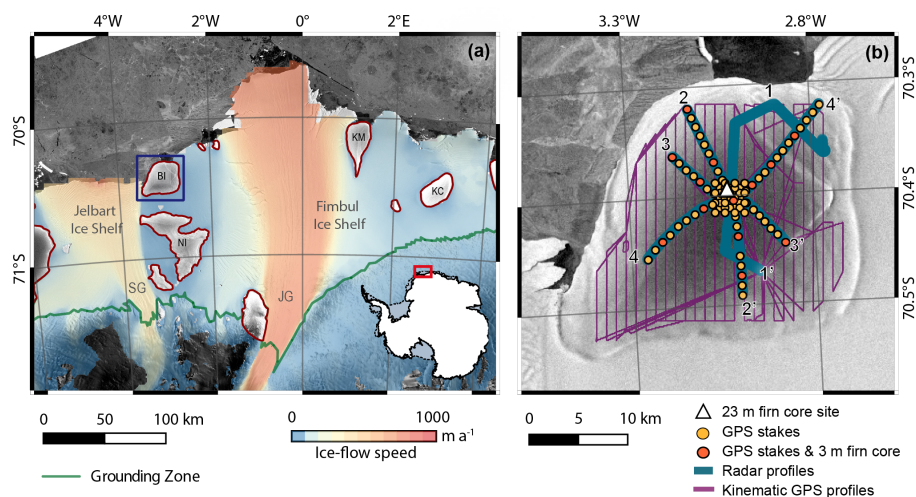 4°W 2°W 0° 2°E
(a)
70°S
71°S
KM
BI
KC
NI
Jelbart
Ice Shelf
Fimbul
Ice Shelf
SG
JG
0 50 100 km
0 1000
m a-1
Ice-flow speed
Grounding Zone
3.3°W 2.8°W
(b)
70.3°S
70.4°S
70.5°S
1
2
4'
3
4
3'
1'
2'
0 5 10 km
23 m firn core site
GPS stakes
GPS stakes & 3 m firn core
Radar profiles
Kinematic GPS profiles